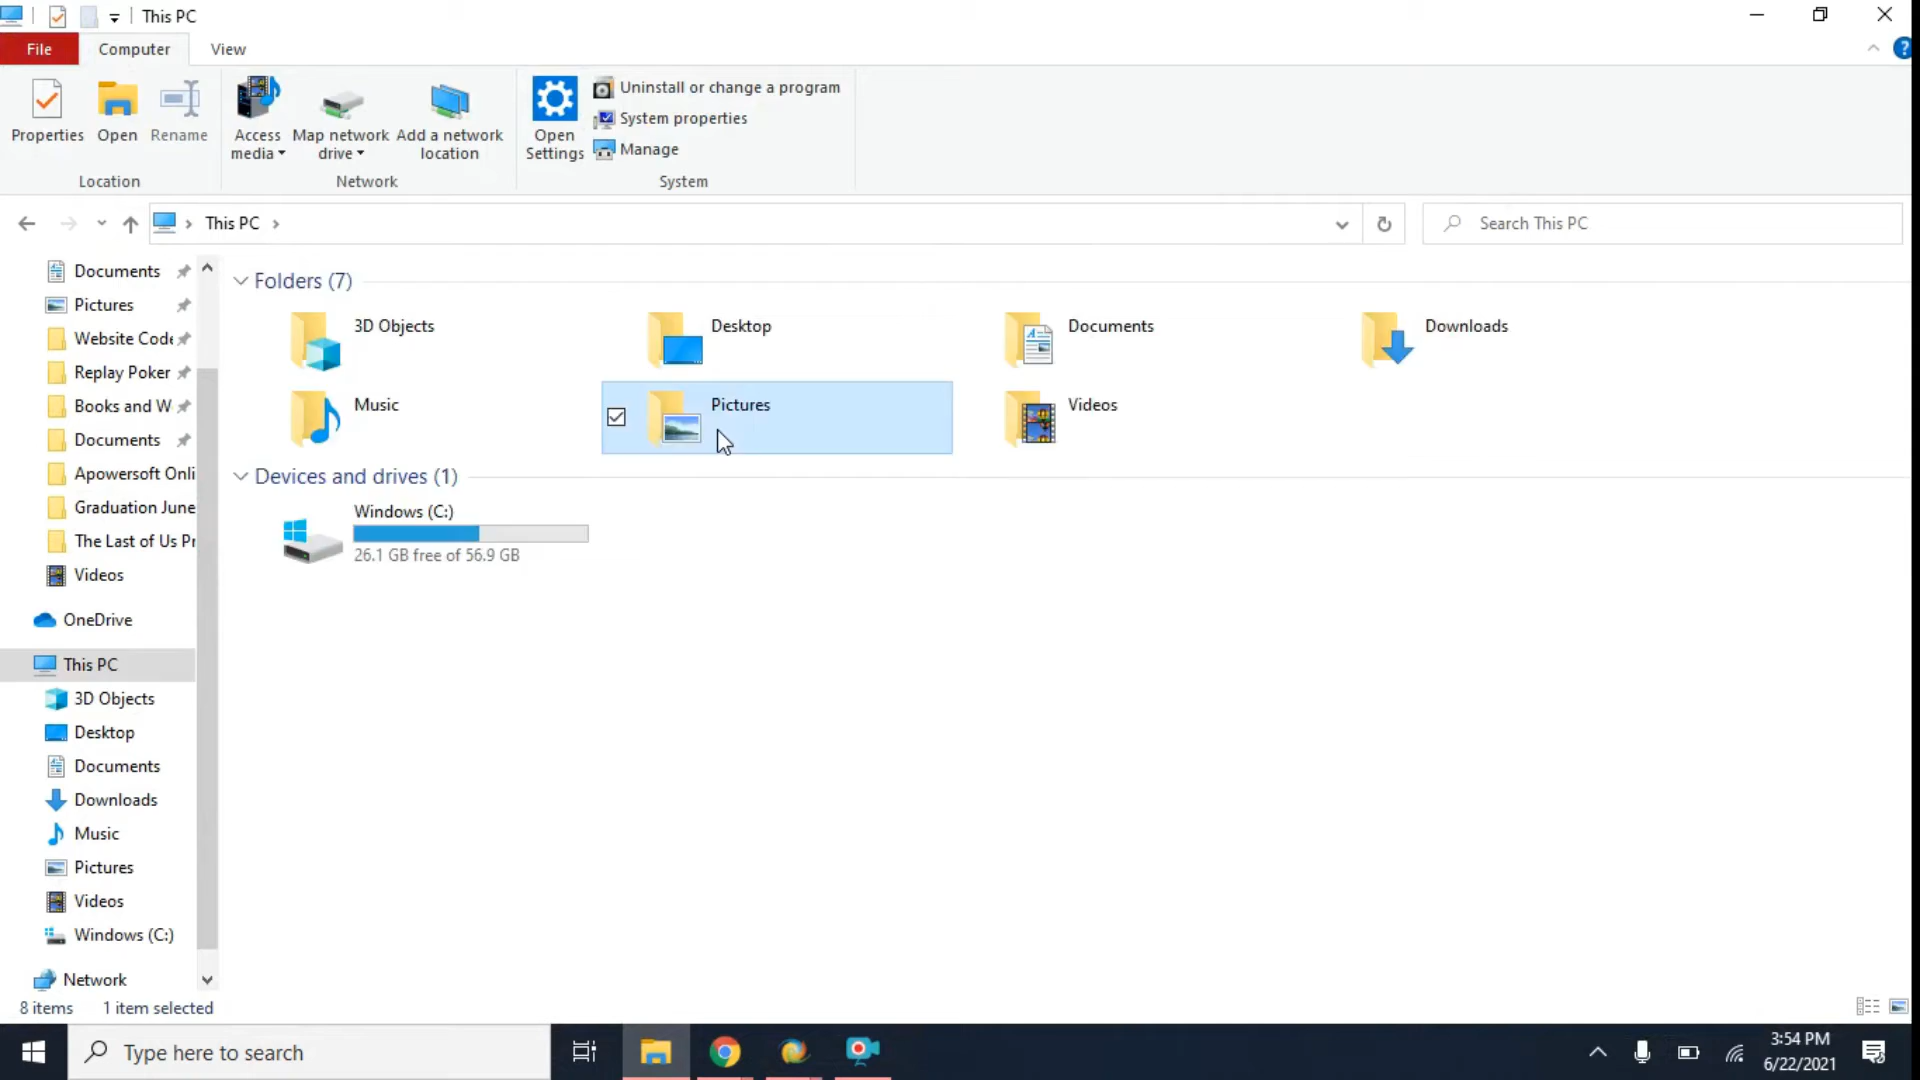 This PC
File
Computer
View
Properties
Open
Rename
Access
media
Map network
drive
Add a network
location
Open
Settings
Uninstall or change a program
System properties
Manage
Location
Network
System
This PC
Search This PC
Documents
Pictures
Website Code
Replay Poker
Books and W
Documents
Apowersoft Onli
Graduation June
The Last of Us Pr
Videos
OneDrive
This PC
3D Objects
Desktop
Documents
Downloads
Music
Pictures
Videos
Windows (C:)
Network
Folders (7)
3D Objects
Desktop
Documents
Downloads
Music
Pictures
Videos
Devices and drives (1)
Windows (C:)
26.1 GB free of 56.9 GB
8 items
1 item selected
Type here to search
3:54 PM
6/22/2021